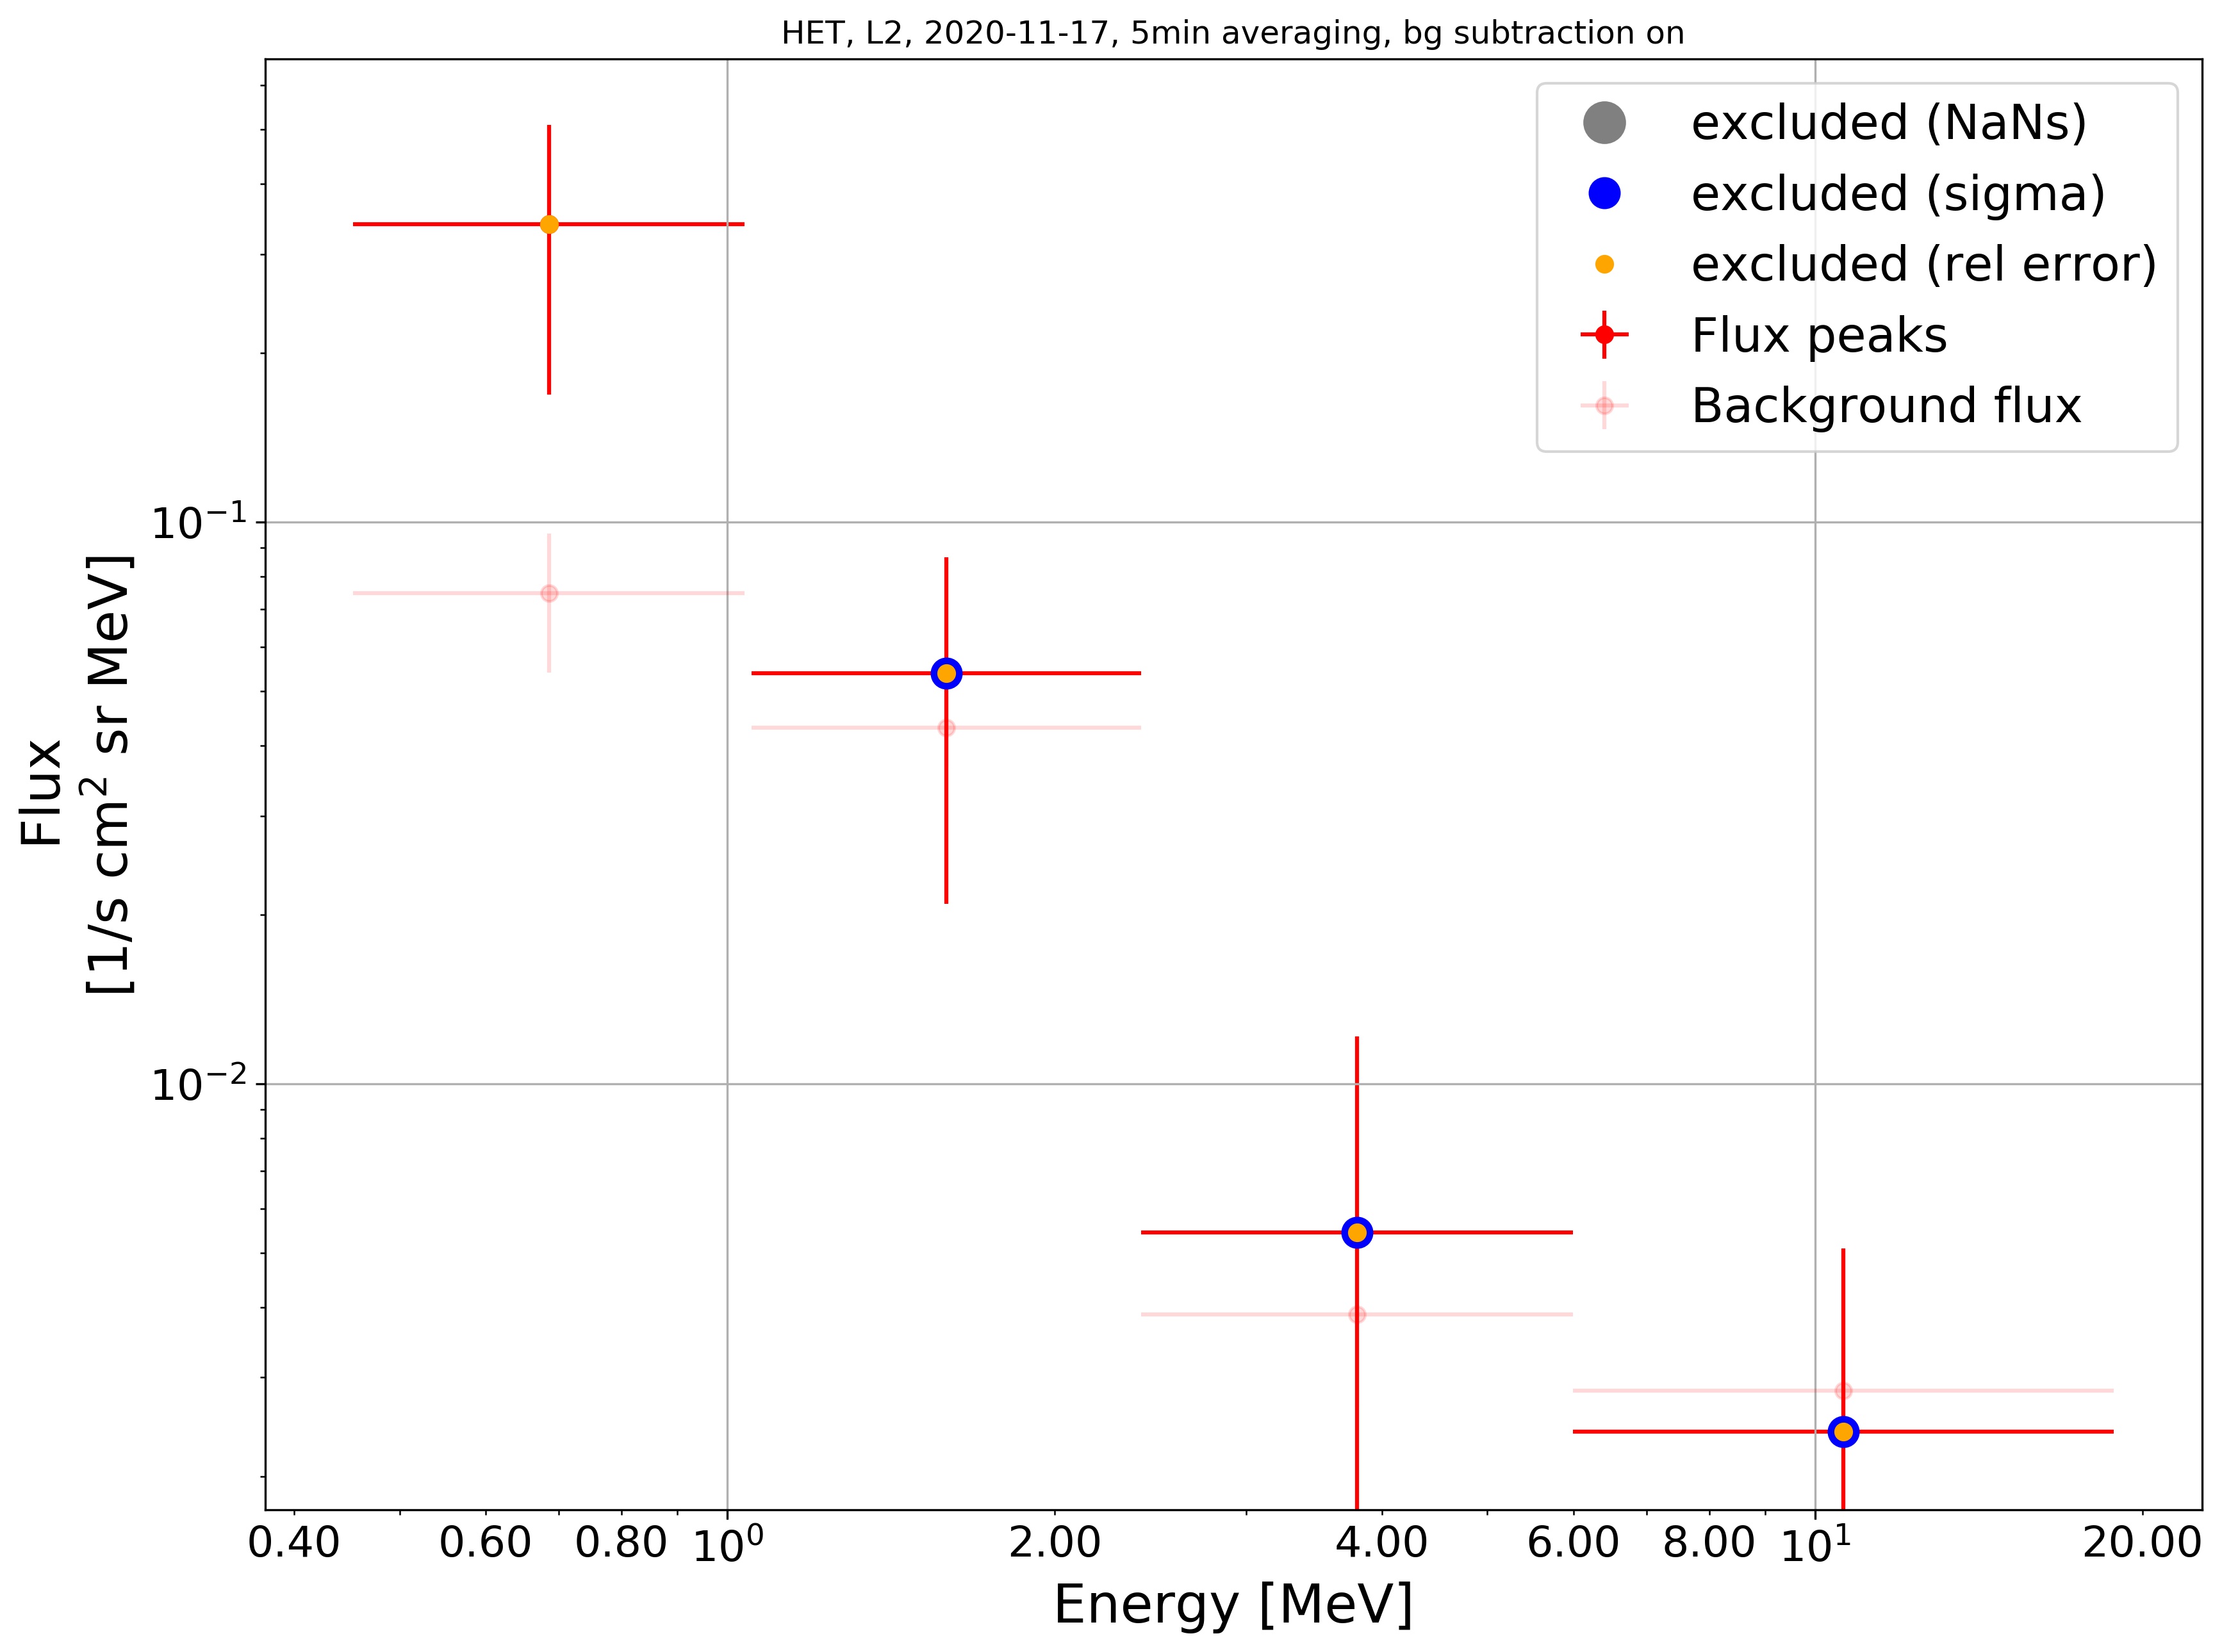 HET, L2, 2020-11-17, 5min averaging, bg subtraction on
excluded (NaNs)
excluded (sigma)
excluded (rel error)
Flux peaks
Background flux
Flux
[1/s cm² sr MeV]
10⁻¹
10⁻²
0.40 0.60 0.80 10⁰ 2.00 4.00 6.00 8.00 10¹ 20.00
Energy [MeV]